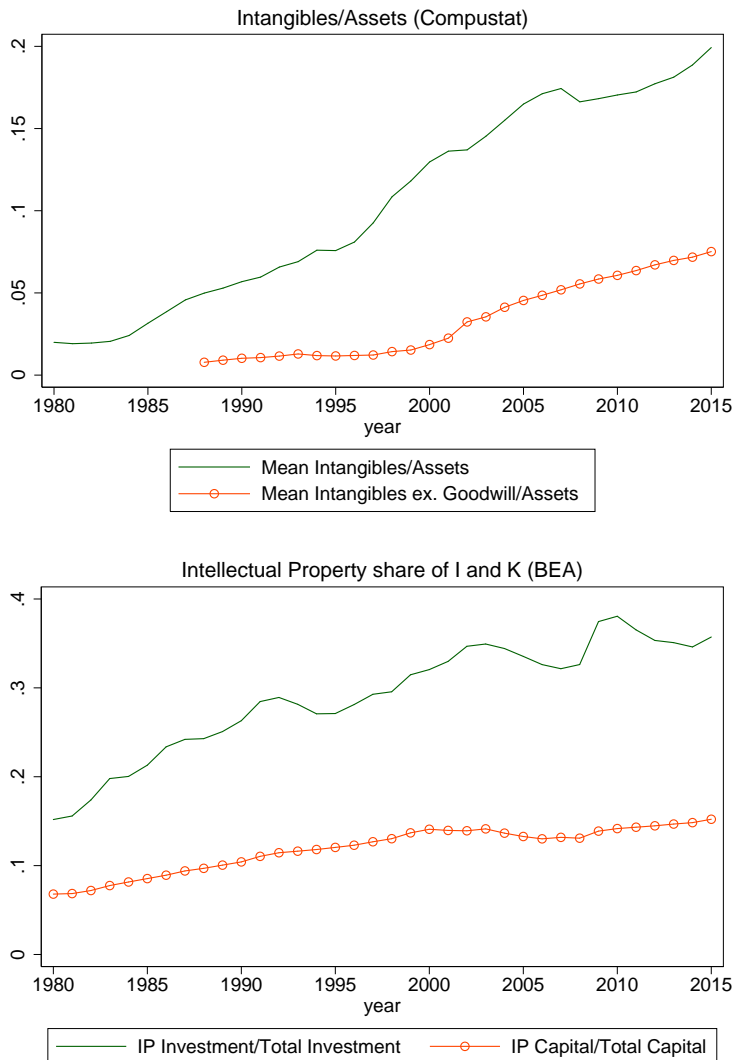 Intangibles/Assets (Compustat)
.2
.15
.1
.05
0
1980 1985 1990 1995 2000 2005 2010 2015
year
Mean Intangibles/Assets
Mean Intangibles ex. Goodwill/Assets
Intellectual Property share of I and K (BEA)
.4
.3
.2
.1
0
1980 1985 1990 1995 2000 2005 2010 2015
year
IP Investment/Total Investment IP Capital/Total Capital